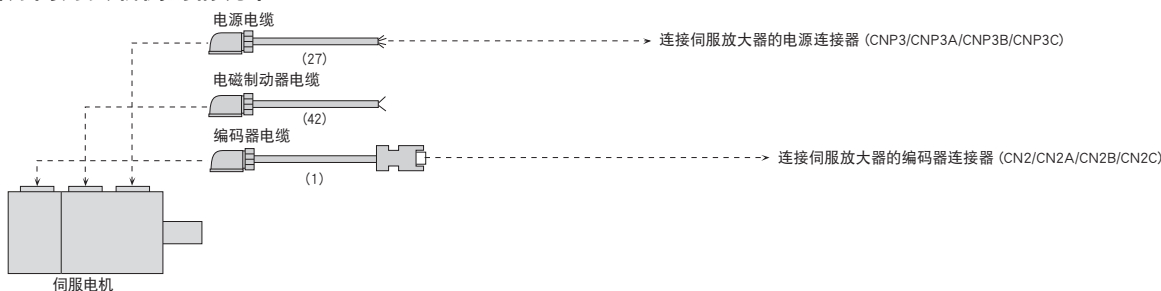 电源电缆
连接伺服放大器的电源连接器 (CNP3/CNP3A/CNP3B/CNP3C)
(27)
电磁制动器电缆
(42)
编码器电缆
连接伺服放大器的编码器连接器 (CN2/CN2A/CN2B/CN2C)
(1)
伺服电机